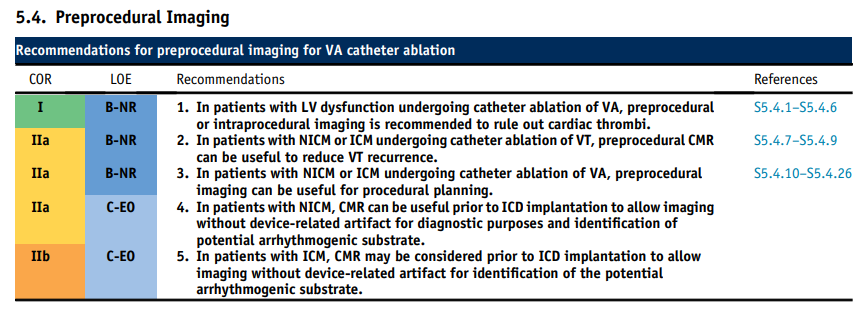 5.4. Preprocedural Imaging
Recommendations for preprocedural imaging for VA catheter ablation
COR LOE Recommendations References
I B-NR 1. In patients with LV dysfunction undergoing catheter ablation of VA, preprocedural S5.4.1–S5.4.6
or intraprocedural imaging is recommended to rule out cardiac thrombi.
IIa B-NR 2. In patients with NICM or ICM undergoing catheter ablation of VT, preprocedural CMR S5.4.7–S5.4.9
can be useful to reduce VT recurrence.
IIa B-NR 3. In patients with NICM or ICM undergoing catheter ablation of VA, preprocedural S5.4.10–S5.4.26
imaging can be useful for procedural planning.
IIa C-EO 4. In patients with NICM, CMR can be useful prior to ICD implantation to allow imaging
without device-related artifact for diagnostic purposes and identification of
potential arrhythmogenic substrate.
IIb C-EO 5. In patients with ICM, CMR may be considered prior to ICD implantation to allow
imaging without device-related artifact for identification of the potential
arrhythmogenic substrate.